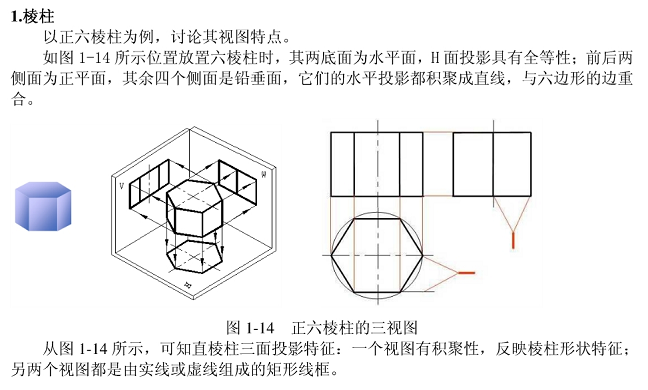 1.棱柱
以正六棱柱为例，讨论其视图特点。
如图1-14所示位置放置六棱柱时，其两底面为水平面，H面投影具有全等性；前后两
侧面为正平面，其余四个侧面是铅垂面，它们的水平投影都积聚成直线，与六边形的边重
合。
V
W
H
图 1-14 正六棱柱的三视图
从图 1-14 所示，可知直棱柱三面投影特征：一个视图有积聚性，反映棱柱形状特征；
另两个视图都是由实线或虚线组成的矩形线框。